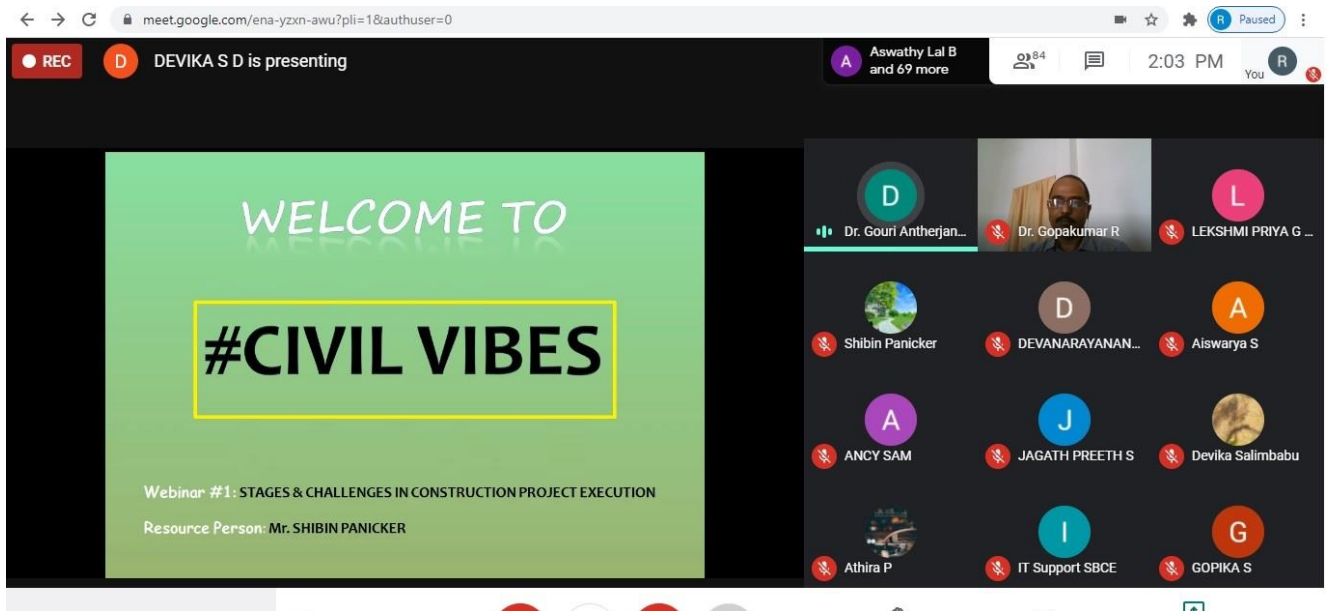 meet.google.com/ena-yzxn-awu?pli=1&authuser=0
R Paused
REC
D DEVIKA S D is presenting
A Aswathy Lal B
and 69 more
84
2:03 PM
You R
WELCOME TO
#CIVIL VIBES
Webinar #1: STAGES & CHALLENGES IN CONSTRUCTION PROJECT EXECUTION
Resource Person: Mr. SHIBIN PANICKER
D
Dr. Gouri Antherjan...
Dr. Gopakumar R
L
LEKSHMI PRIYA G ...
Shibin Panicker
D
DEVANARAYANAN...
A
Aiswarya S
A
ANCY SAM
J
JAGATH PREETH S
Devika Salimbabu
Athira P
I
IT Support SBCE
G
GOPIKA S